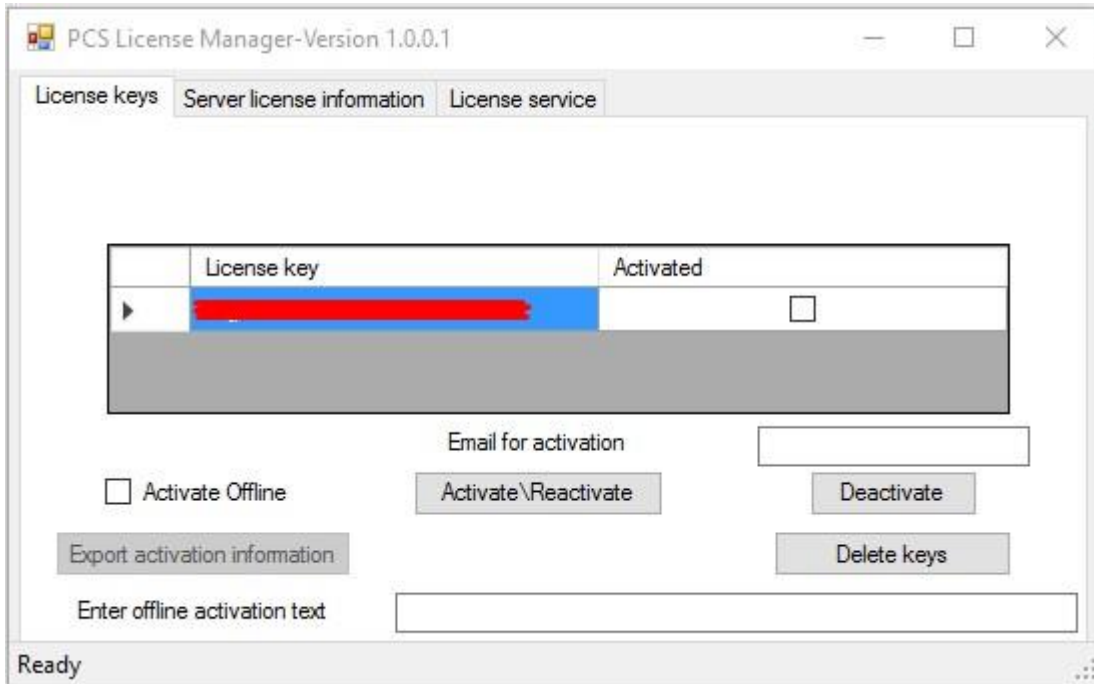 PCS License Manager-Version 1.0.0.1
License keys Server license information License service
License key Activated
Email for activation
Activate Offline Activate\Reactivate Deactivate
Export activation information Delete keys
Enter offline activation text
Ready